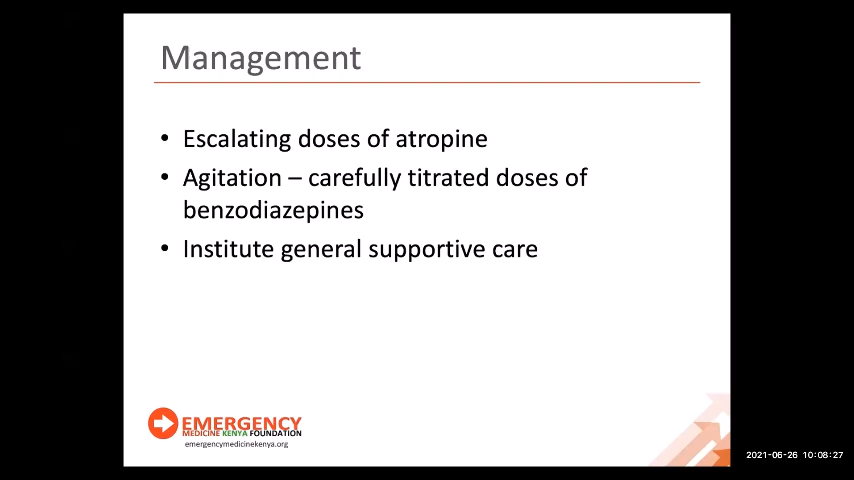 Management
• Escalating doses of atropine
• Agitation – carefully titrated doses of
benzodiazepines
• Institute general supportive care
EMERGENCY
MEDICINE KENYA FOUNDATION
emergencymedicinekenya.org
2021-06-26 10:08:27